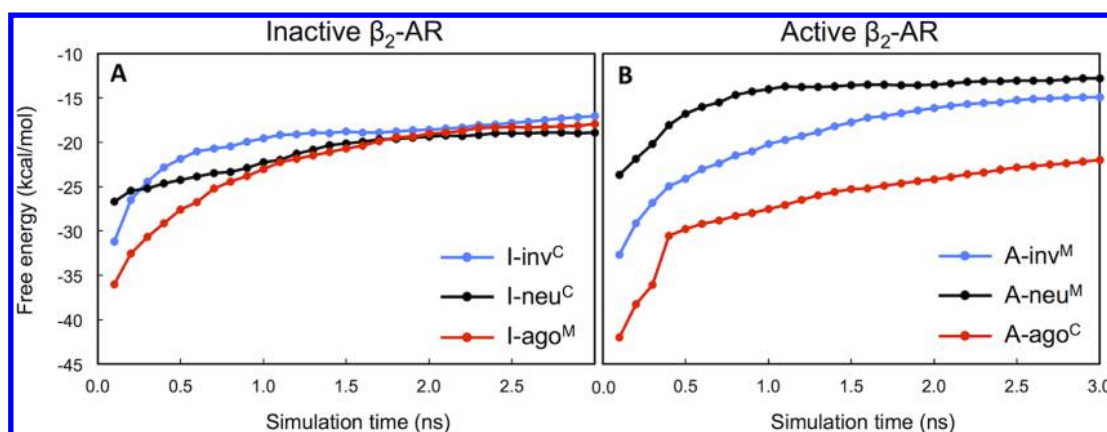 Inactive β₂-AR
Active β₂-AR
Free energy (kcal/mol)
-10
-15
-20
-25
-30
-35
-40
-45
A
I-invᶜ
I-neuᶜ
I-agoᴹ
0.0 0.5 1.0 1.5 2.0 2.5
Simulation time (ns)
B
A-invᴹ
A-neuᴹ
A-agoᶜ
0.0 0.5 1.0 1.5 2.0 2.5 3.0
Simulation time (ns)